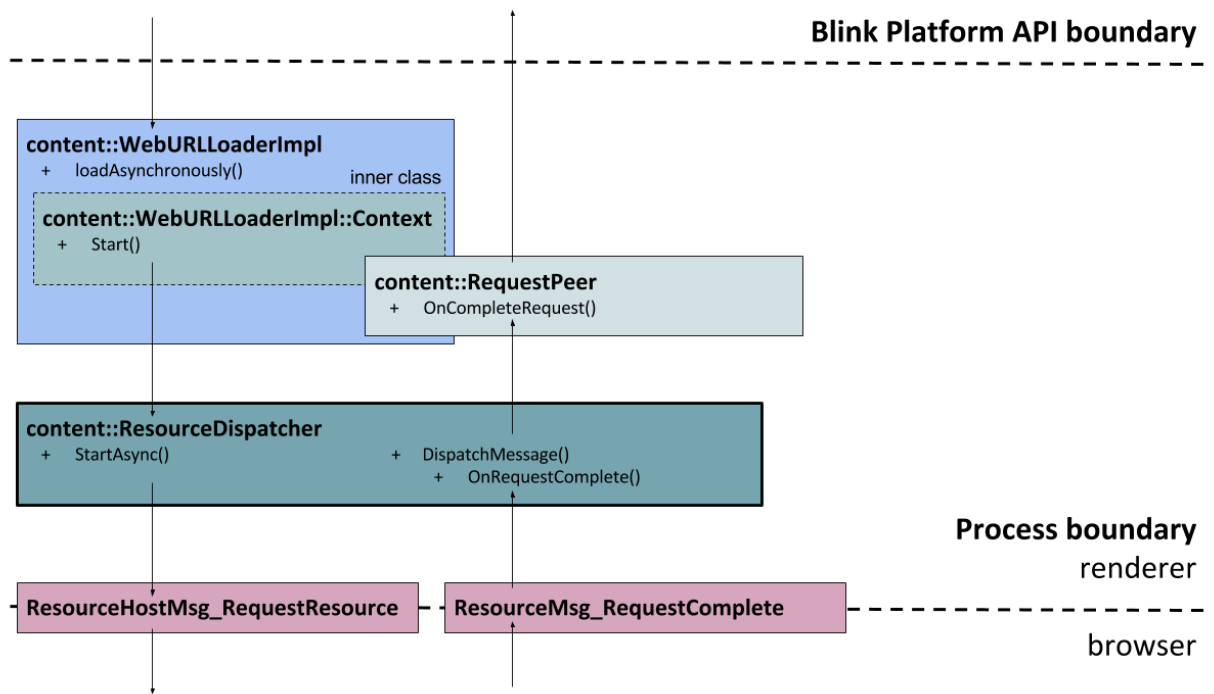 Blink Platform API boundary
content::WebURLLoaderImpl
+ loadAsynchronously()
inner class
content::WebURLLoaderImpl::Context
+ Start()
content::RequestPeer
+ OnCompleteRequest()
content::ResourceDispatcher
+ StartAsync()
+ DispatchMessage()
+ OnRequestComplete()
Process boundary
renderer
ResourceHostMsg_RequestResource
ResourceMsg_RequestComplete
browser